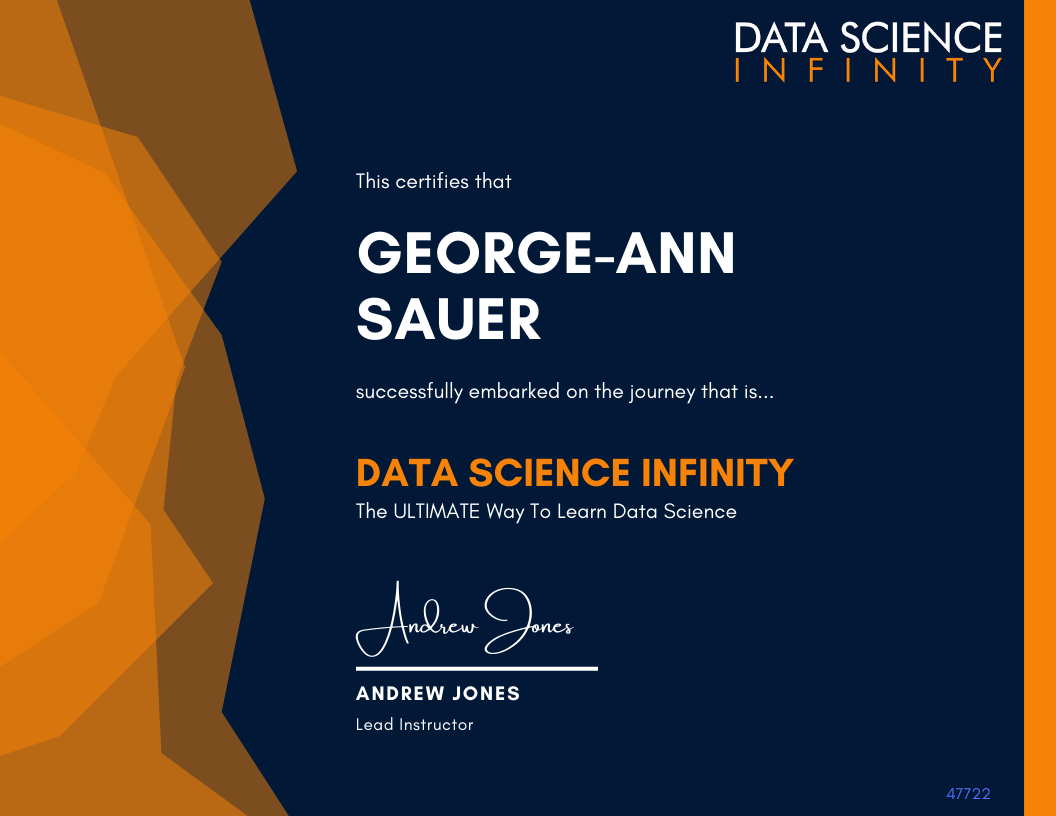 DATA SCIENCE
INFINITY
This certifies that
GEORGE-ANN
SAUER
successfully embarked on the journey that is...
DATA SCIENCE INFINITY
The ULTIMATE Way To Learn Data Science
Andrew Jones
ANDREW JONES
Lead Instructor
47722